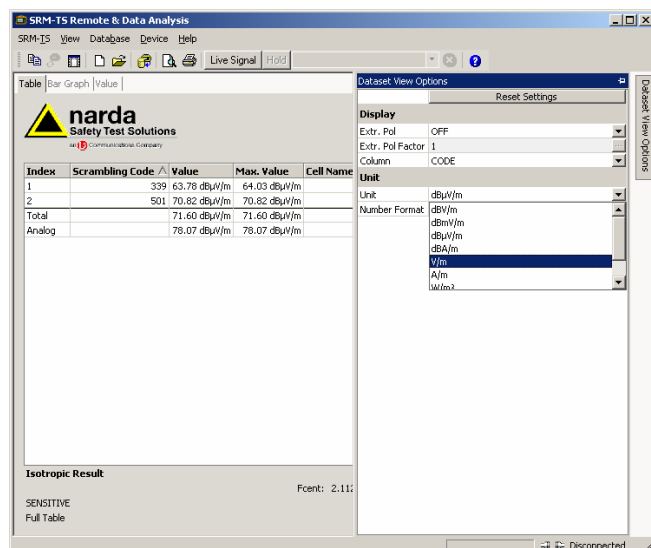 SRM-TS Remote & Data Analysis
SRM-TS View Database Device Help
Live Signal Hold
Table Bar Graph Value
narda
Safety Test Solutions
an Communications Company
Index Scrambling Code Value Max. Value Cell Name
1 339 63.78 dBµV/m 64.03 dBµV/m
2 501 70.82 dBµV/m 70.82 dBµV/m
Total 71.60 dBµV/m 71.60 dBµV/m
Analog 78.07 dBµV/m 78.07 dBµV/m
Isotropic Result
Fcent: 2.112
SENSITIVE
Full Table
Dataset View Options
Reset Settings
Display
Extr. Pol OFF
Extr. Pol Factor 1
Column CODE
Unit
Unit dBµV/m
Number Format
dBV/m
dBmV/m
dBµV/m
dBA/m
V/m
A/m
W/m²
Dataset View Options
Disconnected